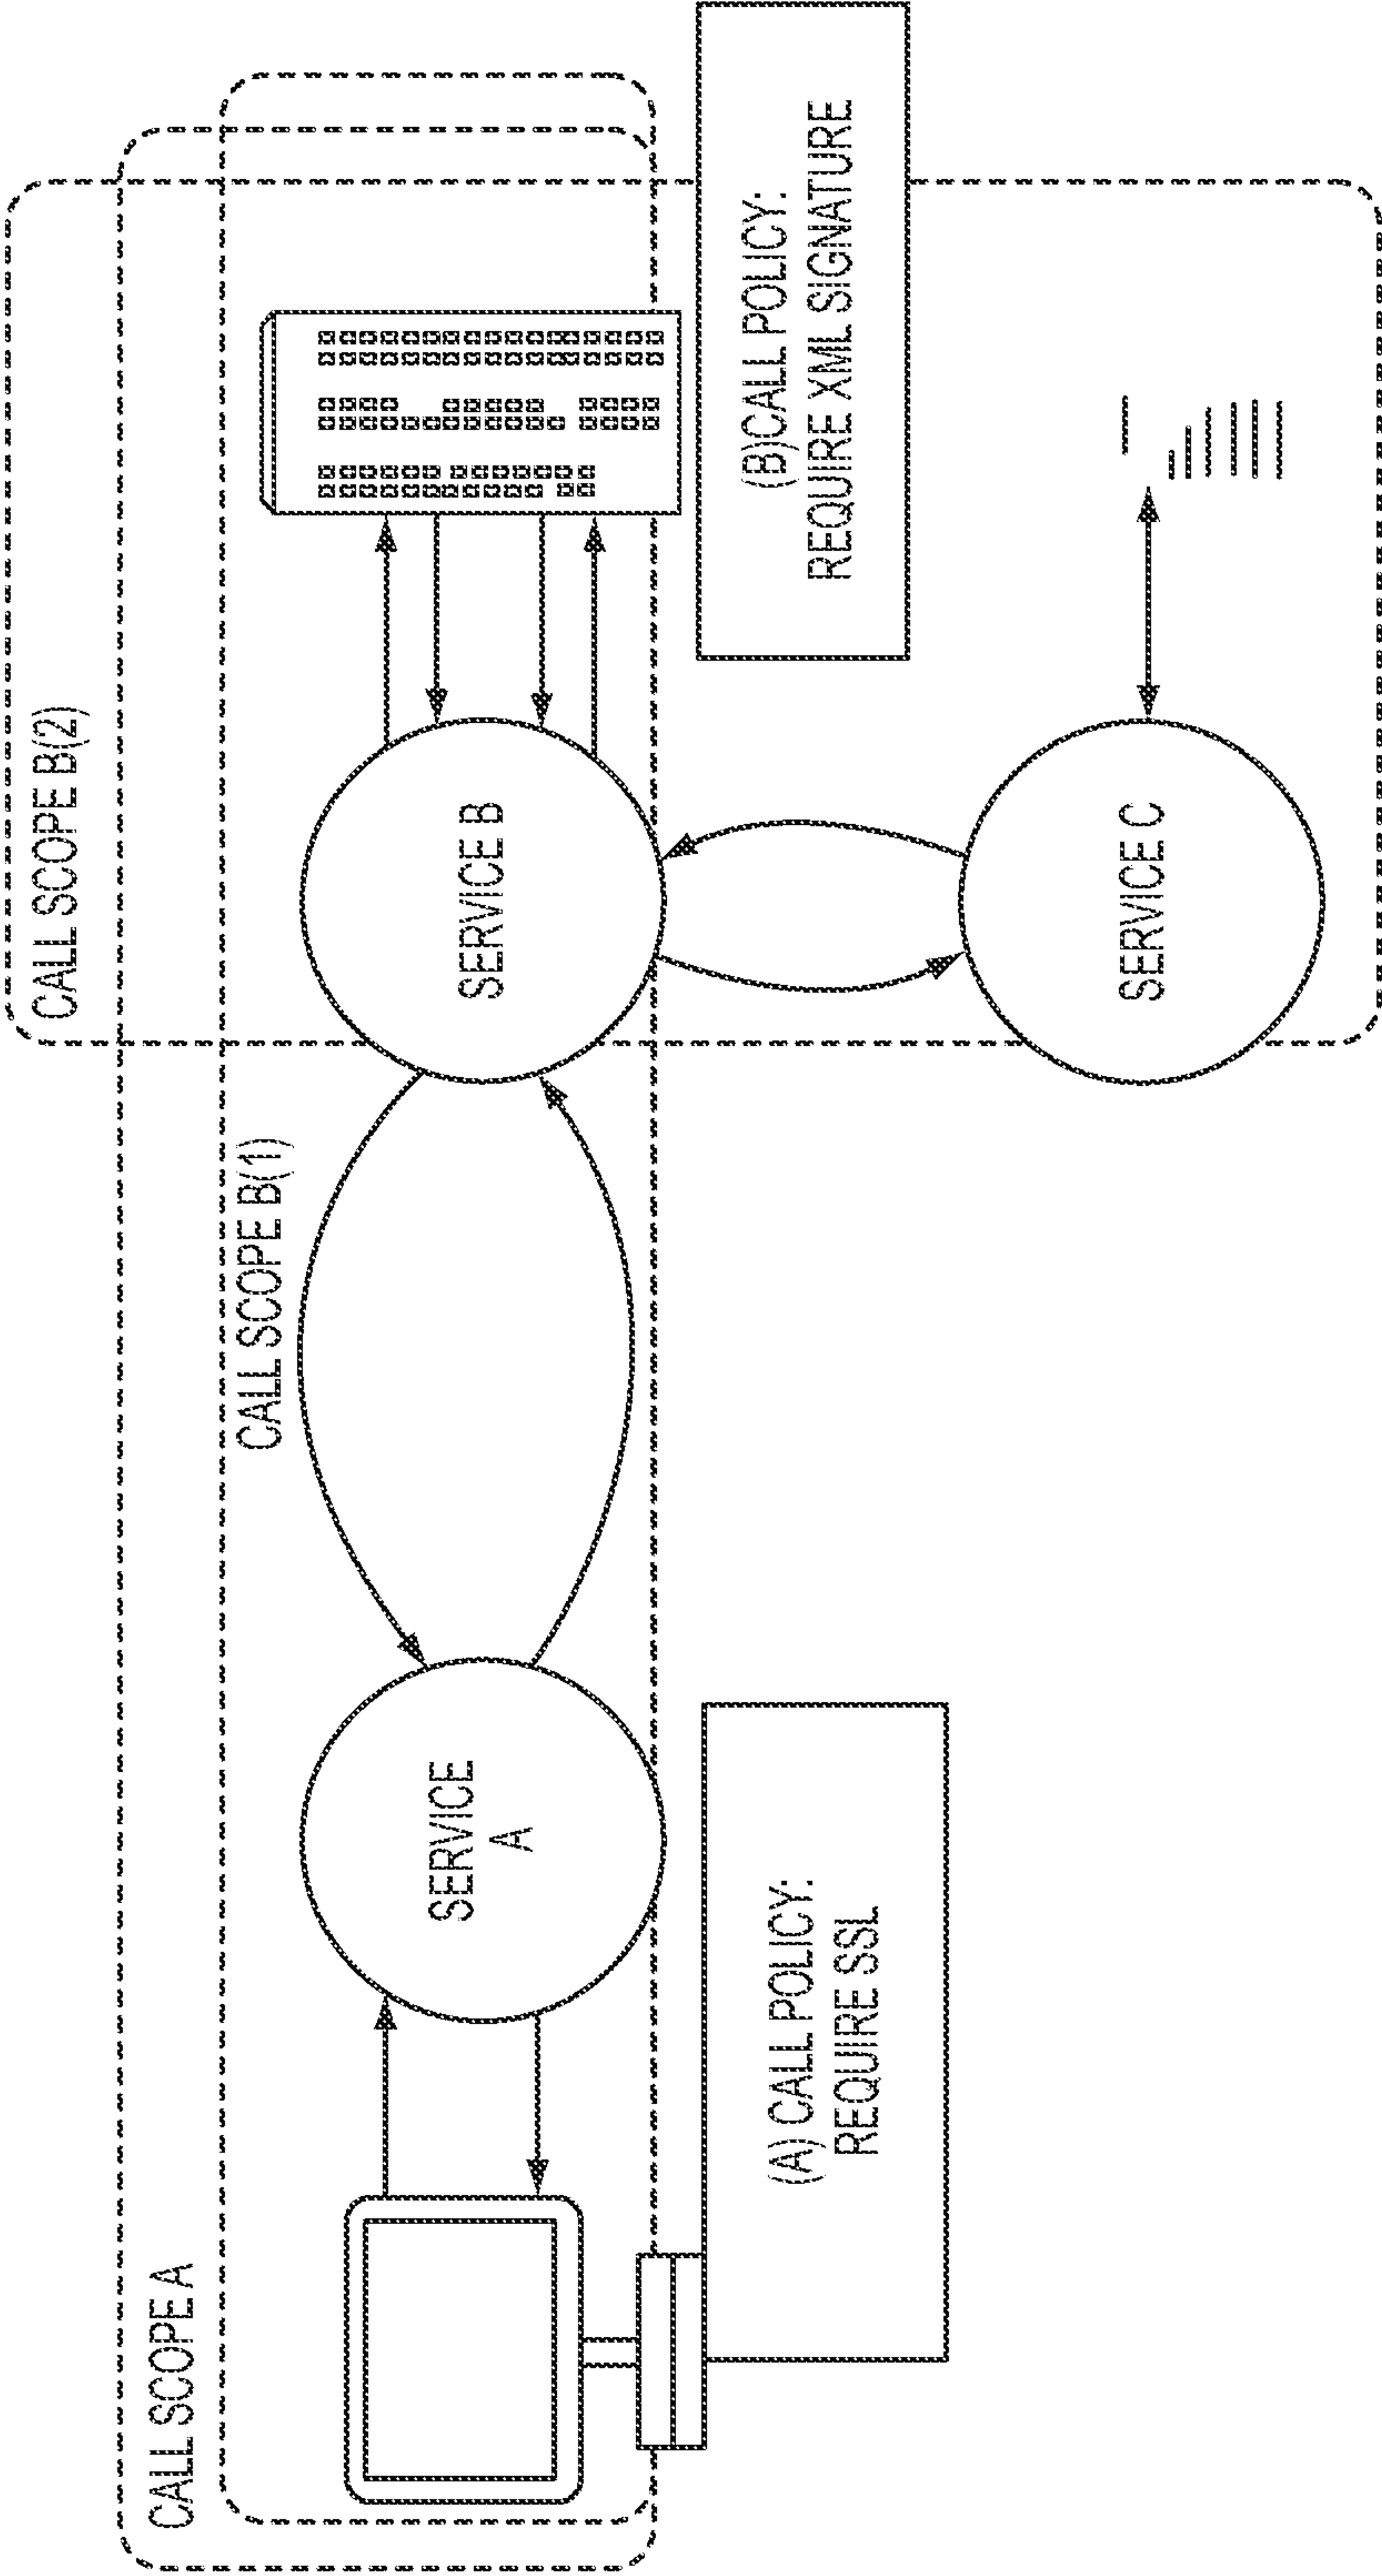 CALL SCOPE B(2)
CALL SCOPE A
CALL SCOPE B(1)
SERVICE
A
SERVICE B
(A) CALL POLICY:
REQUIRE SSL
(B)CALL POLICY:
REQUIRE XML SIGNATURE
SERVICE C